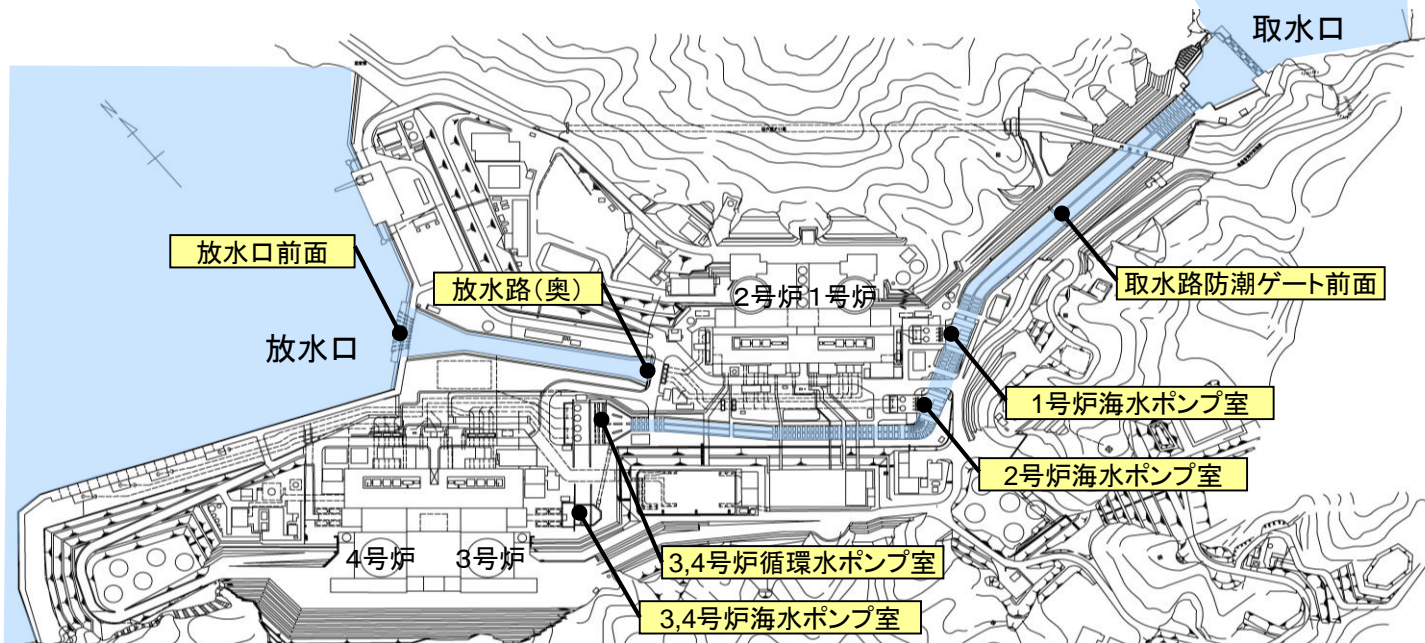 取水口
N
放水口前面
放水路(奥)
2号炉
1号炉
取水路防潮ゲート前面
放水口
1号炉海水ポンプ室
2号炉海水ポンプ室
4号炉
3号炉
3,4号炉循環水ポンプ室
3,4号炉海水ポンプ室